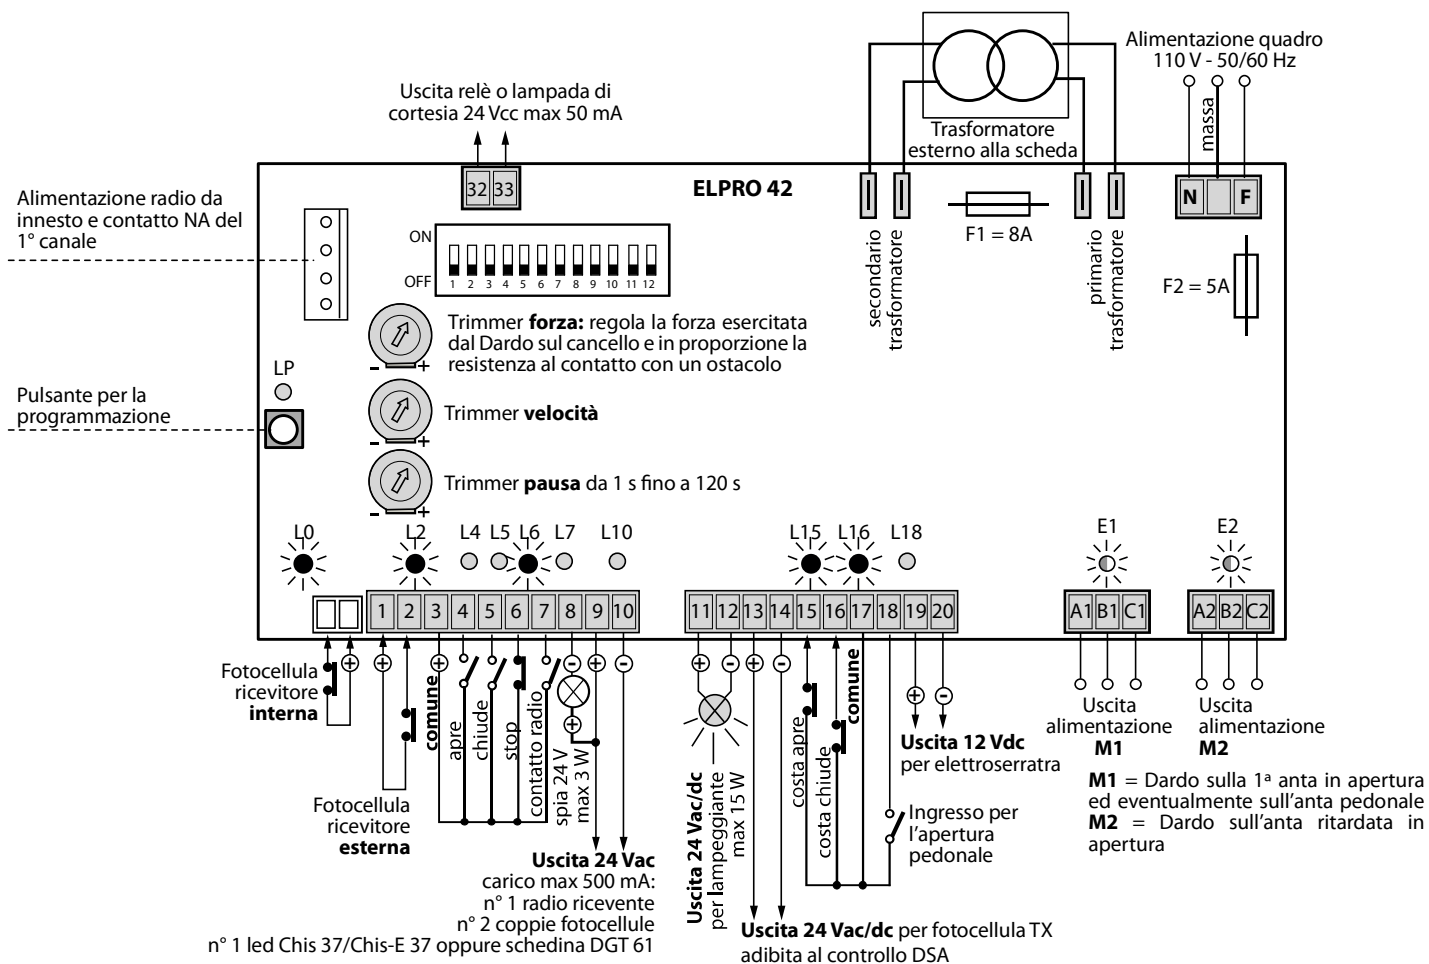 Alimentazione quadro
110 V - 50/60 Hz
massa
Uscita relè o lampada di
cortesia 24 Vcc max 50 mA
Trasformatore
esterno alla scheda
32 33
ELPRO 42
N F
Alimentazione radio da
innesto e contatto NA del
1° canale
ON
OFF
1 2 3 4 5 6 7 8 9 10 11 12
secondario
trasformatore
F1 = 8A
primario
trasformatore
F2 = 5A
Trimmer forza: regola la forza esercitata
dal Dardo sul cancello e in proporzione la
resistenza al contatto con un ostacolo
- +
LP
Pulsante per la
programmazione
Trimmer velocità
- +
Trimmer pausa da 1 s fino a 120 s
- +
L0 L2 L4 L5 L6 L7 L10 L15 L16 L18 E1 E2
1 2 3 4 5 6 7 8 9 10
11 12 13 14 15 16 17 18 19 20
A1 B1 C1
A2 B2 C2
Fotocellula
ricevitore
interna
+
+
Fotocellula
ricevitore
esterna
+
comune
apre
chiude
stop
contatto radio
- + -
+
spia 24 V
max 3 W
Uscita 24 Vac
carico max 500 mA:
n° 1 radio ricevente
n° 2 coppie fotocellule
n° 1 led Chis 37/Chis-E 37 oppure schedina DGT 61
+ - + -
Uscita 24 Vac/dc
per lampeggiante
max 15 W
costa apre
costa chiude
comune
+ -
Uscita 12 Vdc
per elettroserratra
Ingresso per
l'apertura
pedonale
Uscita 24 Vac/dc per fotocellula TX
adibita al controllo DSA
Uscita
alimentazione
M1
Uscita
alimentazione
M2
M1 = Dardo sulla 1ª anta in apertura
ed eventualmente sull'anta pedonale
M2 = Dardo sull'anta ritardata in
apertura